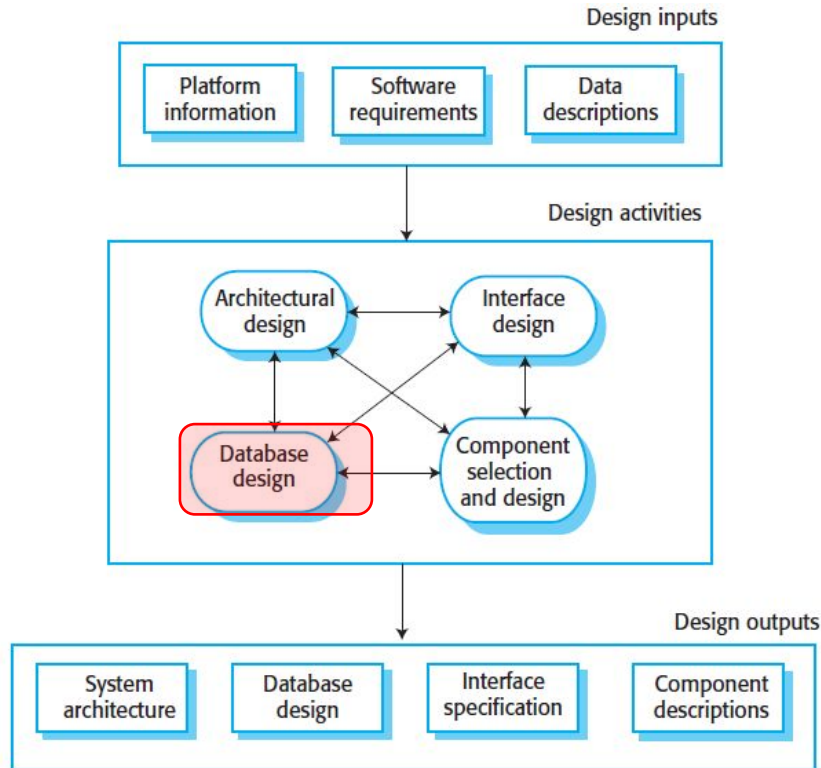 Design inputs
Platform
information
Software
requirements
Data
descriptions
Design activities
Architectural
design
Interface
design
Database
design
Component
selection
and design
Design outputs
System
architecture
Database
design
Interface
specification
Component
descriptions